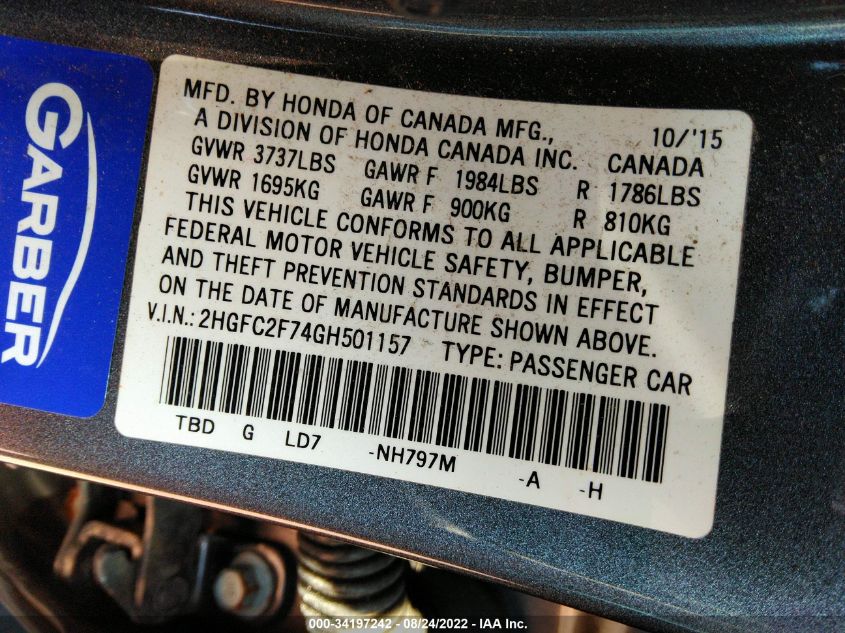 GARBER
MFD. BY HONDA OF CANADA MFG., 10/'15
A DIVISION OF HONDA CANADA INC. CANADA
GVWR 3737LBS GAWR F 1984LBS R 1786LBS
GVWR 1695KG GAWR F 900KG R 810KG
THIS VEHICLE CONFORMS TO ALL APPLICABLE
FEDERAL MOTOR VEHICLE SAFETY, BUMPER,
AND THEFT PREVENTION STANDARDS IN EFFECT
ON THE DATE OF MANUFACTURE SHOWN ABOVE.
V.I.N.: 2HGFC2F74GH501157 TYPE: PASSENGER CAR
TBD G LD7 -NH797M -A -H
000-34197242 - 08/24/2022 - IAA Inc.